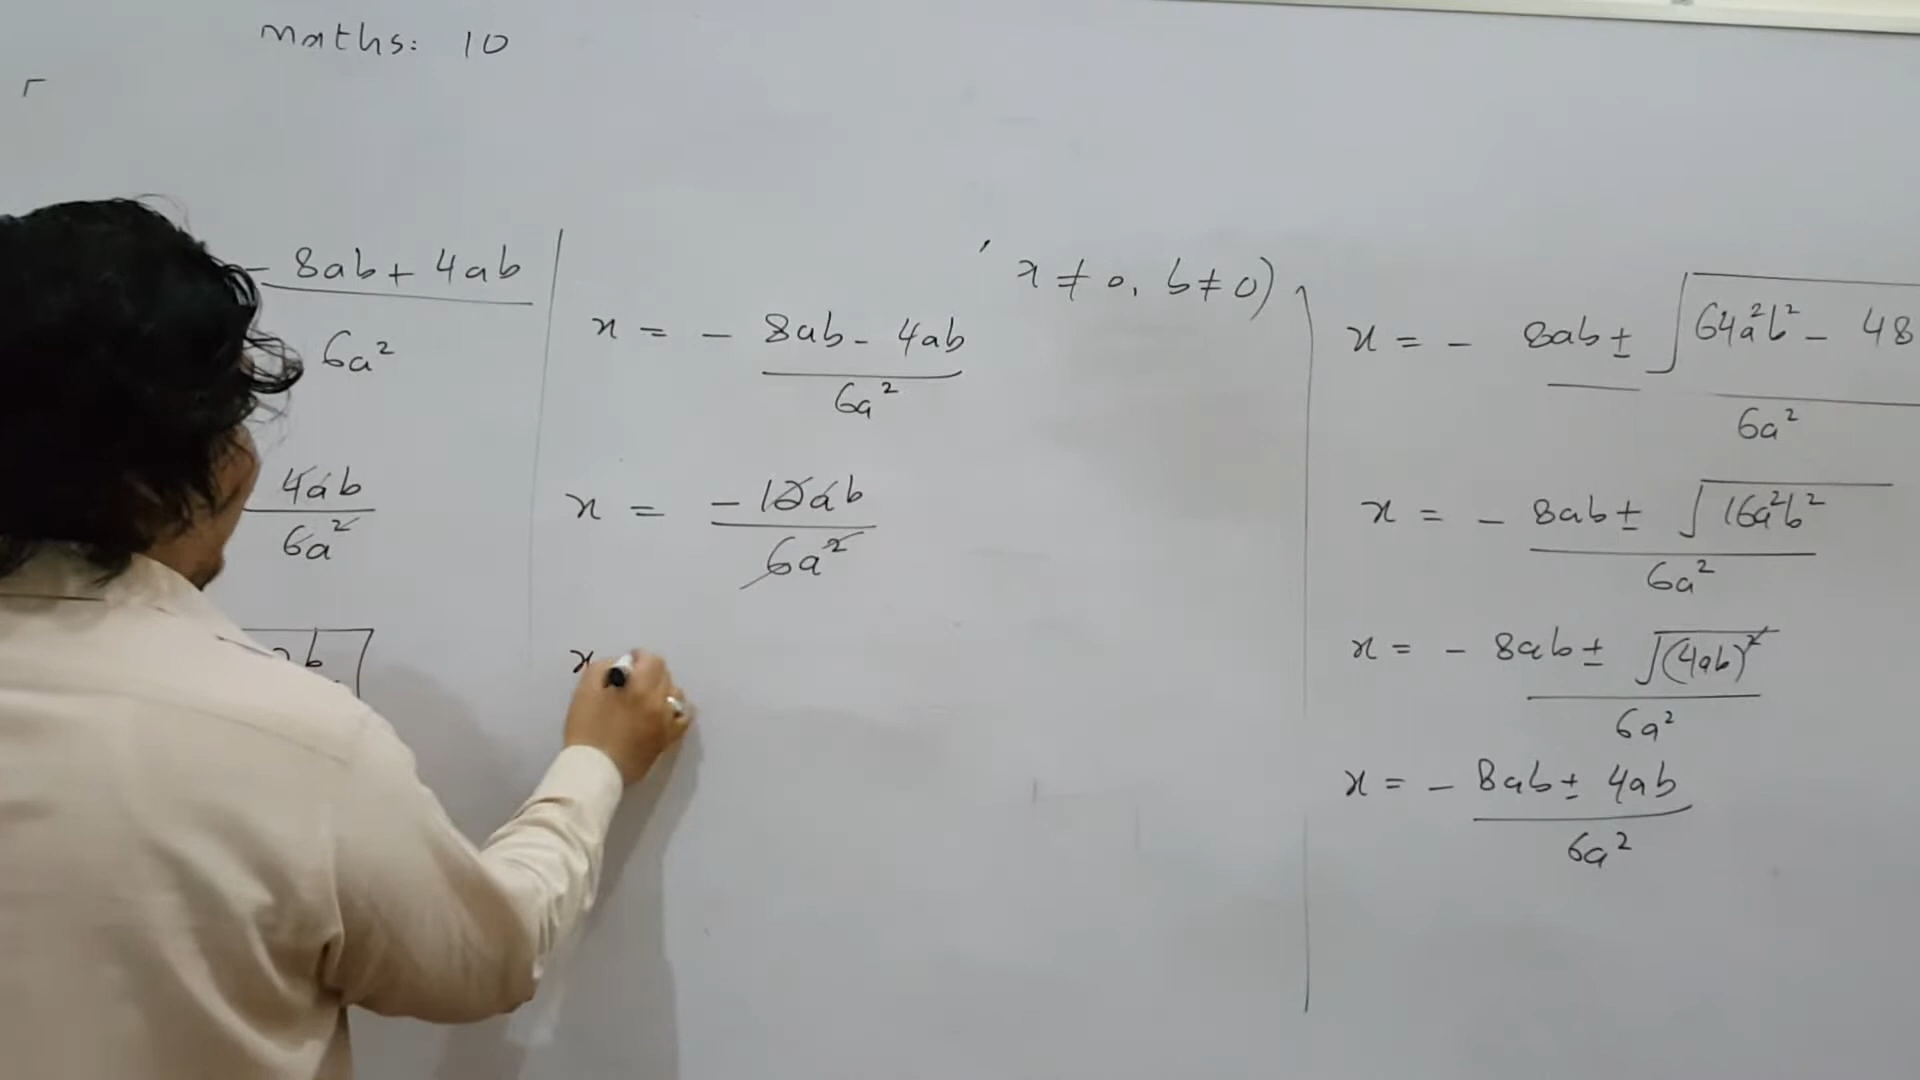 maths: 10
- 8ab + 4ab
6a²
4ab
6a²
b
x = - 8ab - 4ab
6a²
x = -12ab
6a²
x
x ≠ 0, b ≠ 0)
x = - 8ab ± √64a²b² - 48
6a²
x = - 8ab ± √16a²b²
6a²
x = - 8ab ± √(4ab)²
6a²
x = - 8ab ± 4ab
6a²